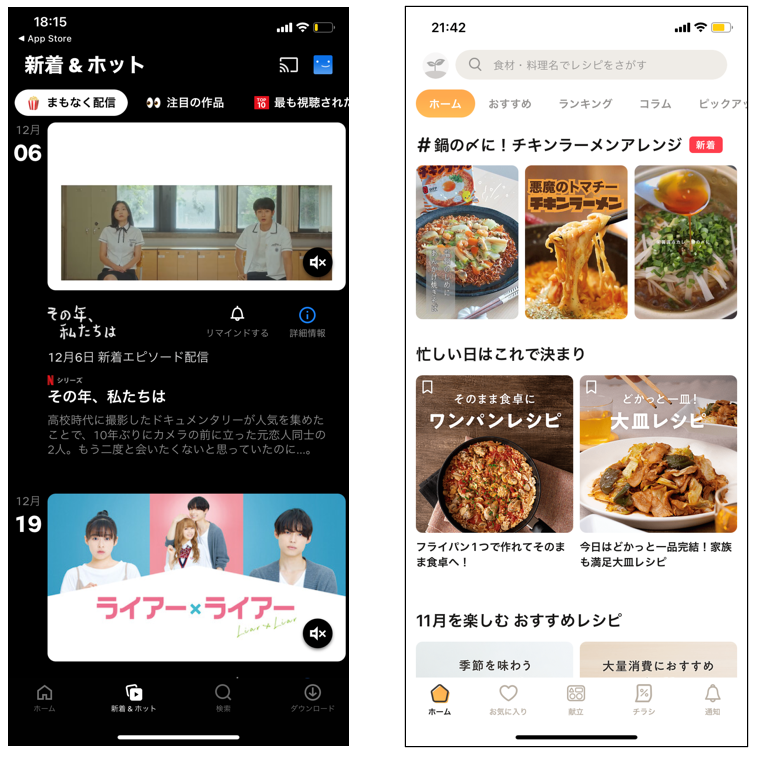 18:15
◀ App Store
新着 & ホット
🍿 まもなく配信
👀 注目の作品
TOP 10 最も視聴された
12月
06
その年、
私たちは
リマインドする
詳細情報
12月6日 新着エピソード配信
N シリーズ
その年、私たちは
高校時代に撮影したドキュメンタリーが人気を集めた
ことで、10年ぶりにカメラの前に立った元恋人同士の
2人。もう二度と会いたくないと思っていたのに…。
12月
19
ライアー×ライアー
Liar × Liar
ホーム
新着 & ホット
検索
ダウンロード
21:42
食材・料理名でレシピをさがす
ホーム
おすすめ
ランキング
コラム
ピックアッ
#鍋の〆に！チキンラーメンアレンジ
新着
悪魔のトマチー
チキンラーメン
忙しい日はこれで決まり
そのまま食卓に
ワンパンレシピ
どかっと一皿！
大皿レシピ
フライパン1つで作れてそのま
ま食卓へ！
今日はどかっと一品完結！家族
も満足大皿レシピ
11月を楽しむ おすすめレシピ
季節を味わう
大量消費におすすめ
ホーム
お気に入り
献立
チラシ
通知